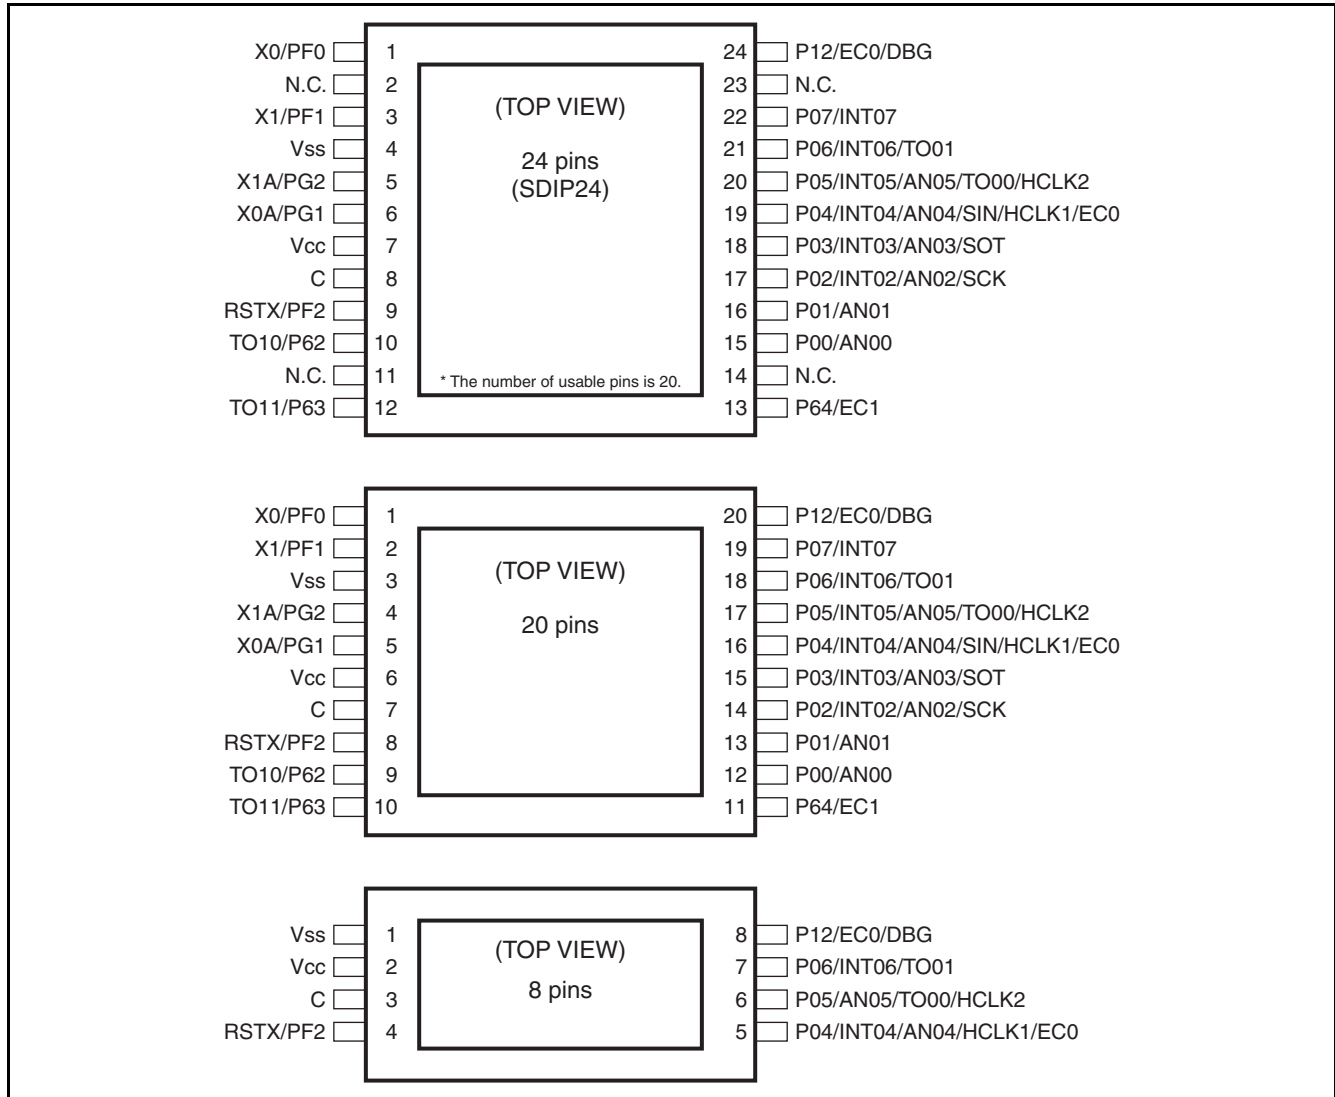 X0/PF0 1 24 P12/EC0/DBG
N.C. 2 23 N.C.
X1/PF1 3 (TOP VIEW) 22 P07/INT07
Vss 4 24 pins 21 P06/INT06/TO01
X1A/PG2 5 (SDIP24) 20 P05/INT05/AN05/TO00/HCLK2
X0A/PG1 6 19 P04/INT04/AN04/SIN/HCLK1/EC0
Vcc 7 18 P03/INT03/AN03/SOT
C 8 17 P02/INT02/AN02/SCK
RSTX/PF2 9 16 P01/AN01
TO10/P62 10 15 P00/AN00
N.C. 11 * The number of usable pins is 20. 14 N.C.
TO11/P63 12 13 P64/EC1
X0/PF0 1 20 P12/EC0/DBG
X1/PF1 2 19 P07/INT07
Vss 3 (TOP VIEW) 18 P06/INT06/TO01
X1A/PG2 4 17 P05/INT05/AN05/TO00/HCLK2
X0A/PG1 5 20 pins 16 P04/INT04/AN04/SIN/HCLK1/EC0
Vcc 6 15 P03/INT03/AN03/SOT
C 7 14 P02/INT02/AN02/SCK
RSTX/PF2 8 13 P01/AN01
TO10/P62 9 12 P00/AN00
TO11/P63 10 11 P64/EC1
Vss 1 (TOP VIEW) 8 P12/EC0/DBG
Vcc 2 7 P06/INT06/TO01
C 3 8 pins 6 P05/AN05/TO00/HCLK2
RSTX/PF2 4 5 P04/INT04/AN04/HCLK1/EC0